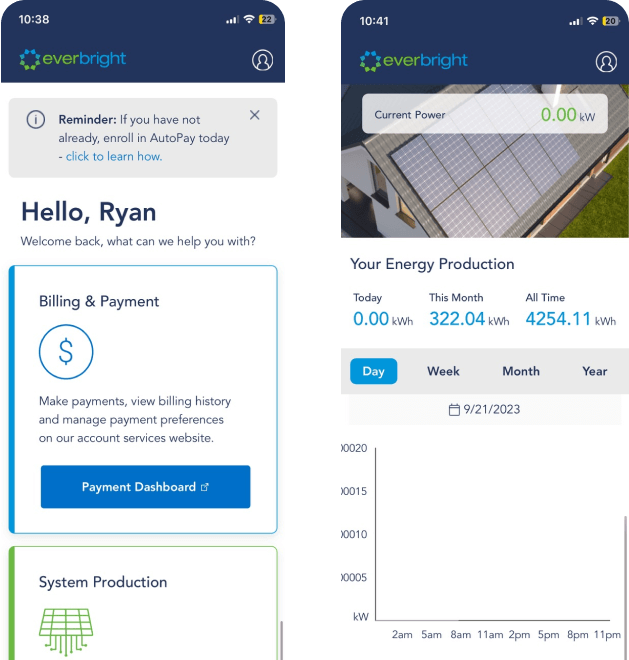 10:38
22
everbright
Reminder: If you have not
already, enroll in AutoPay today
- click to learn how.
Hello, Ryan
Welcome back, what can we help you with?
Billing & Payment
$
Make payments, view billing history
and manage payment preferences
on our account services website.
Payment Dashboard
System Production
10:41
20
everbright
Current Power 0.00 kW
Your Energy Production
Today This Month All Time
0.00 kWh 322.04 kWh 4254.11 kWh
Day Week Month Year
9/21/2023
00020
00015
00010
00005
kW
2am 5am 8am 11am 2pm 5pm 8pm 11pm